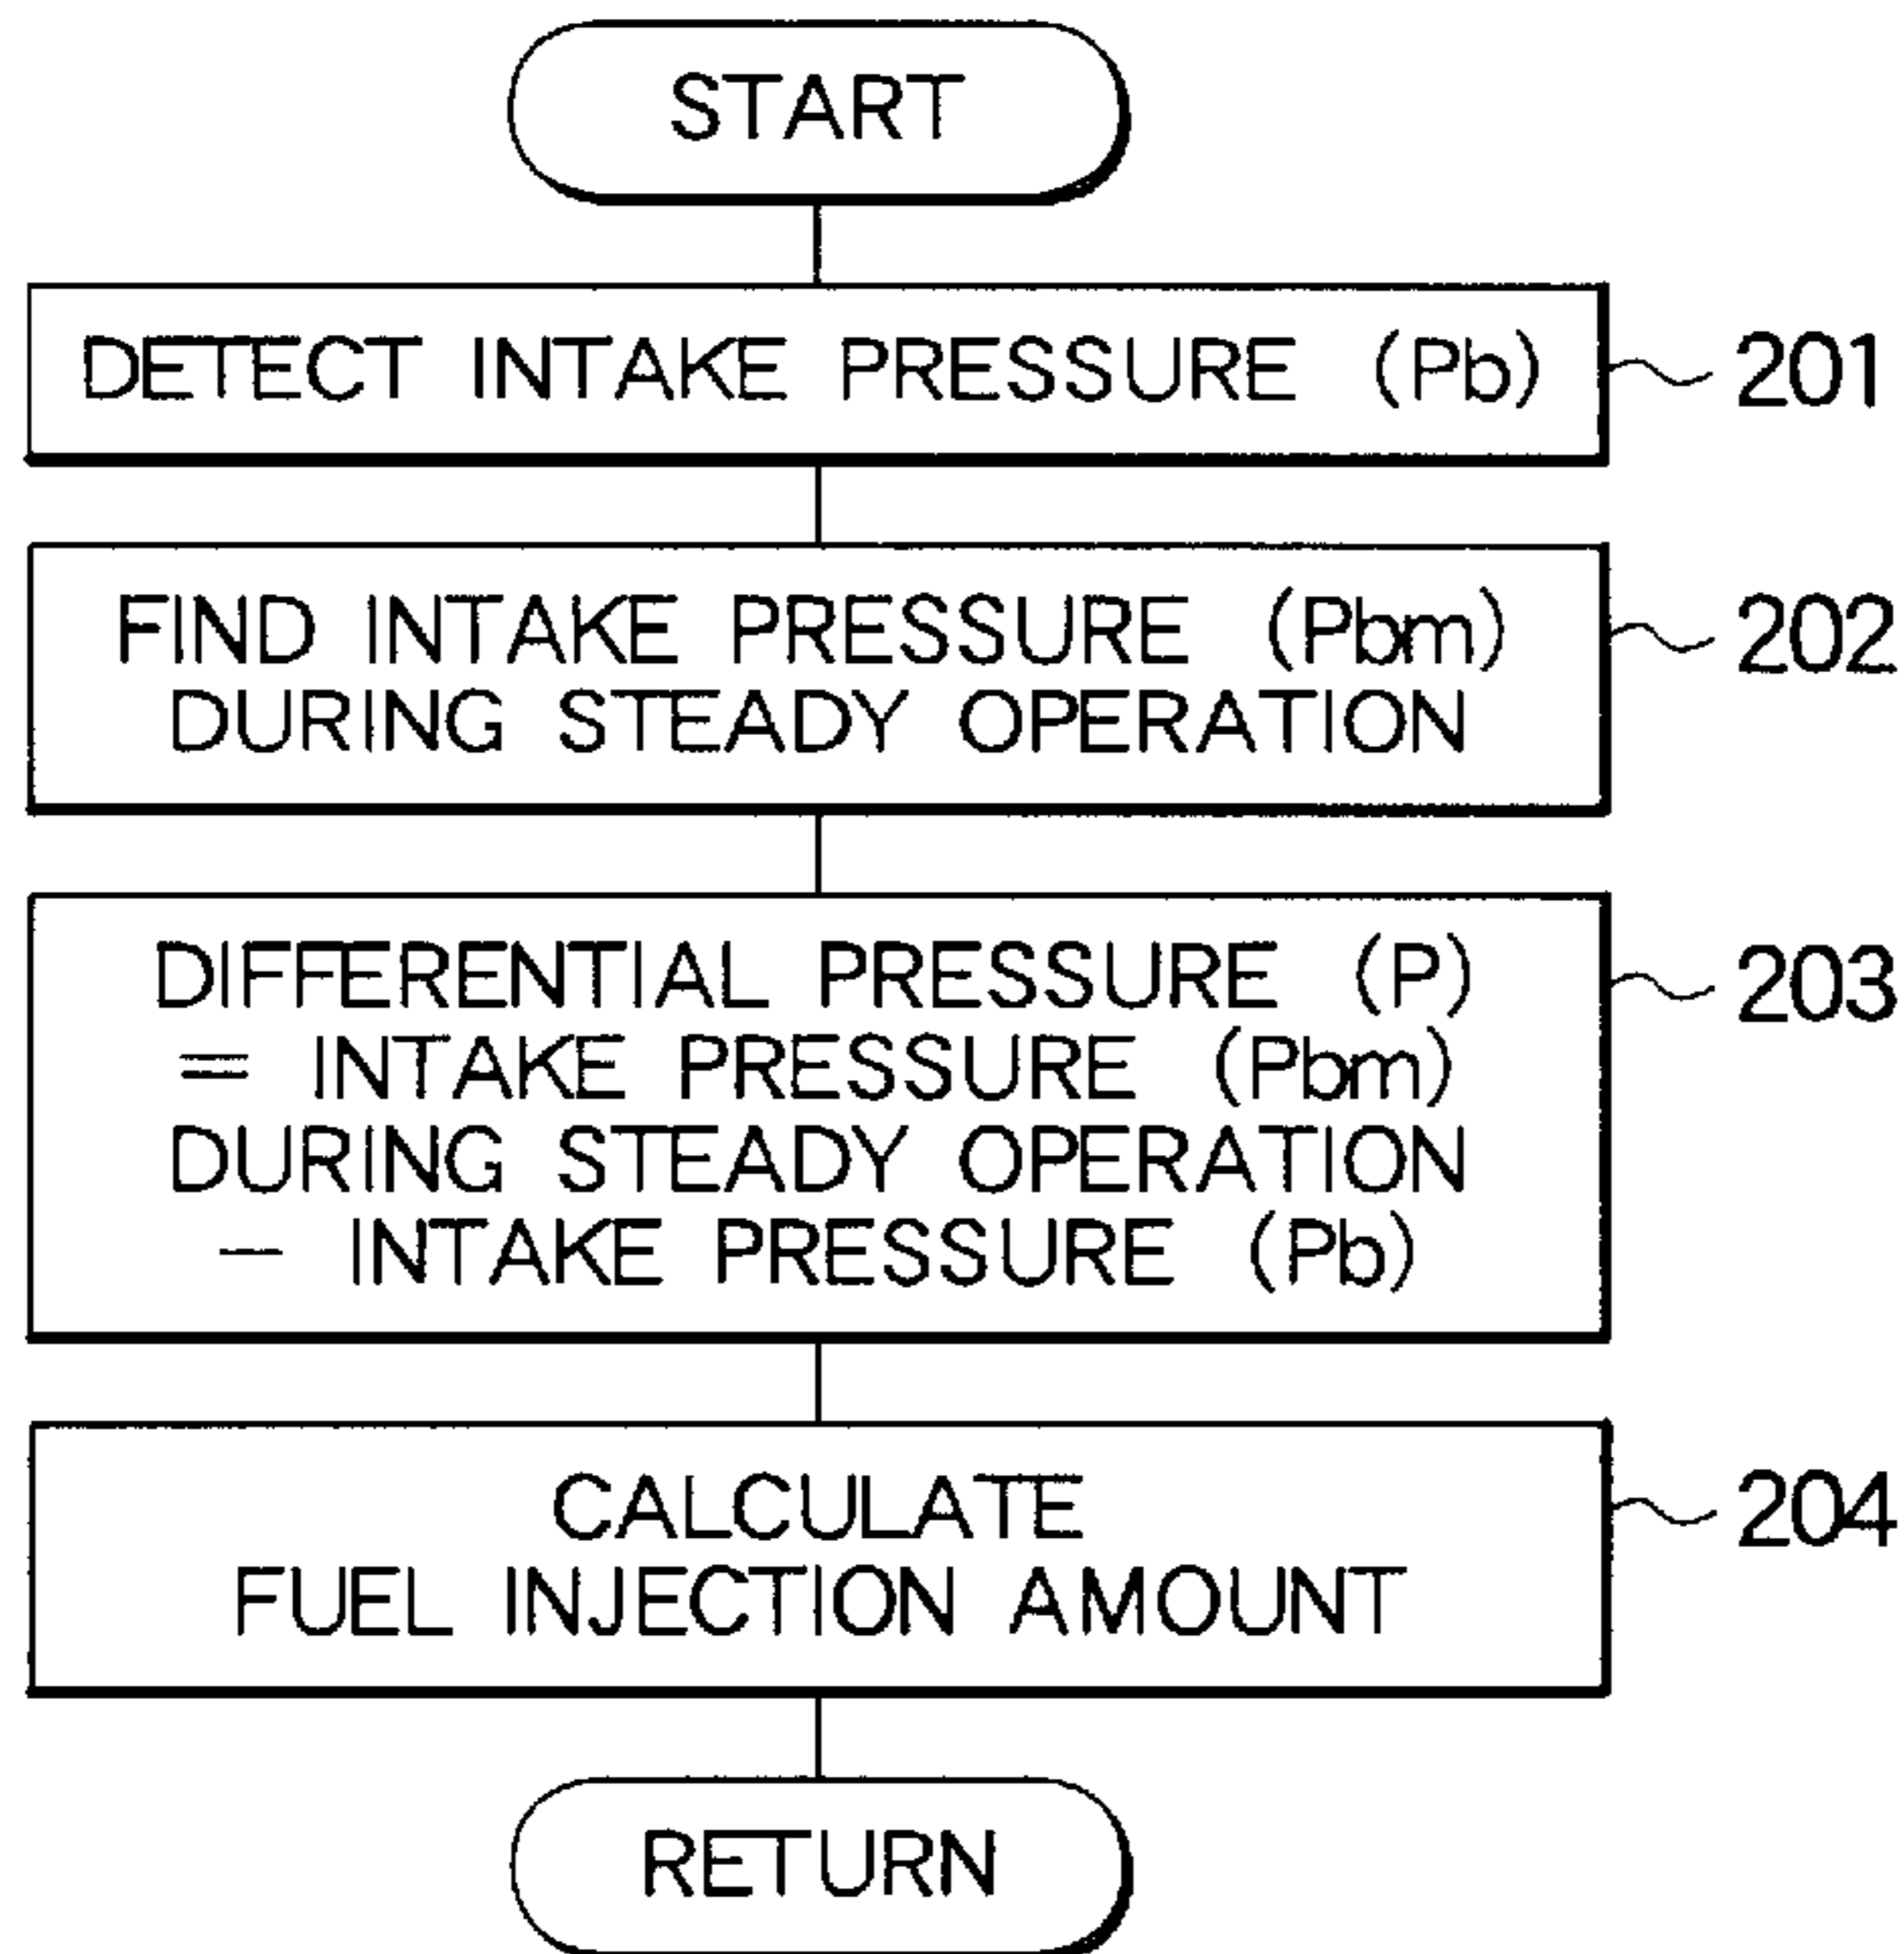 START
DETECT INTAKE PRESSURE (Pb)
201
FIND INTAKE PRESSURE (Pbm)
DURING STEADY OPERATION
202
DIFFERENTIAL PRESSURE (P)
= INTAKE PRESSURE (Pbm)
DURING STEADY OPERATION
− INTAKE PRESSURE (Pb)
203
CALCULATE
FUEL INJECTION AMOUNT
204
RETURN